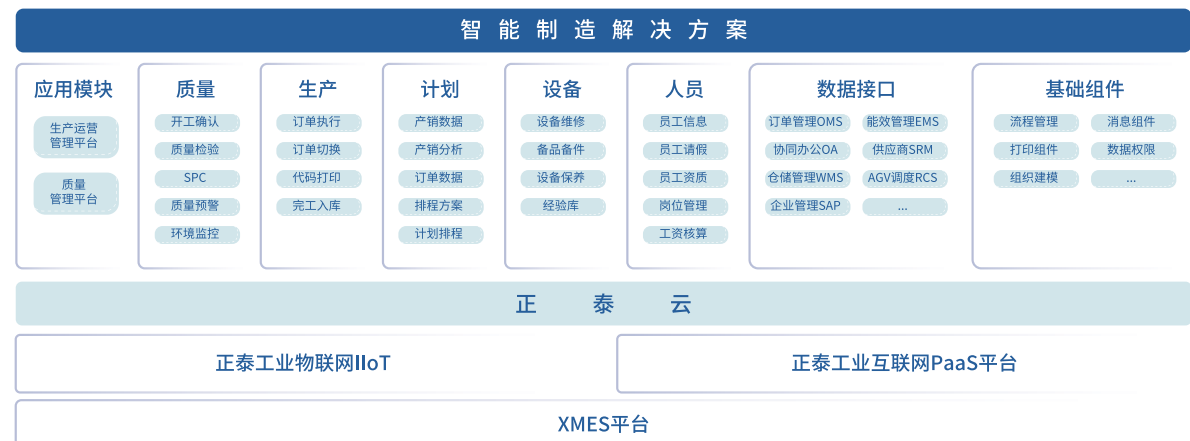 智能制造解决方案
应用模块
生产运营
管理平台
质量
管理平台
质量
开工确认
质量检验
SPC
质量预警
环境监控
生产
订单执行
订单切换
代码打印
完工入库
计划
产销数据
产销分析
订单数据
排程方案
计划排程
设备
设备维修
备品备件
设备保养
经验库
人员
员工信息
员工请假
员工资质
岗位管理
工资核算
数据接口
订单管理OMS 能效管理EMS
协同办公OA 供应商SRM
仓储管理WMS AGV调度RCS
企业管理SAP ...
基础组件
流程管理 消息组件
打印组件 数据权限
组织建模 ...
正泰云
正泰工业物联网IIoT
正泰工业互联网PaaS平台
XMES平台